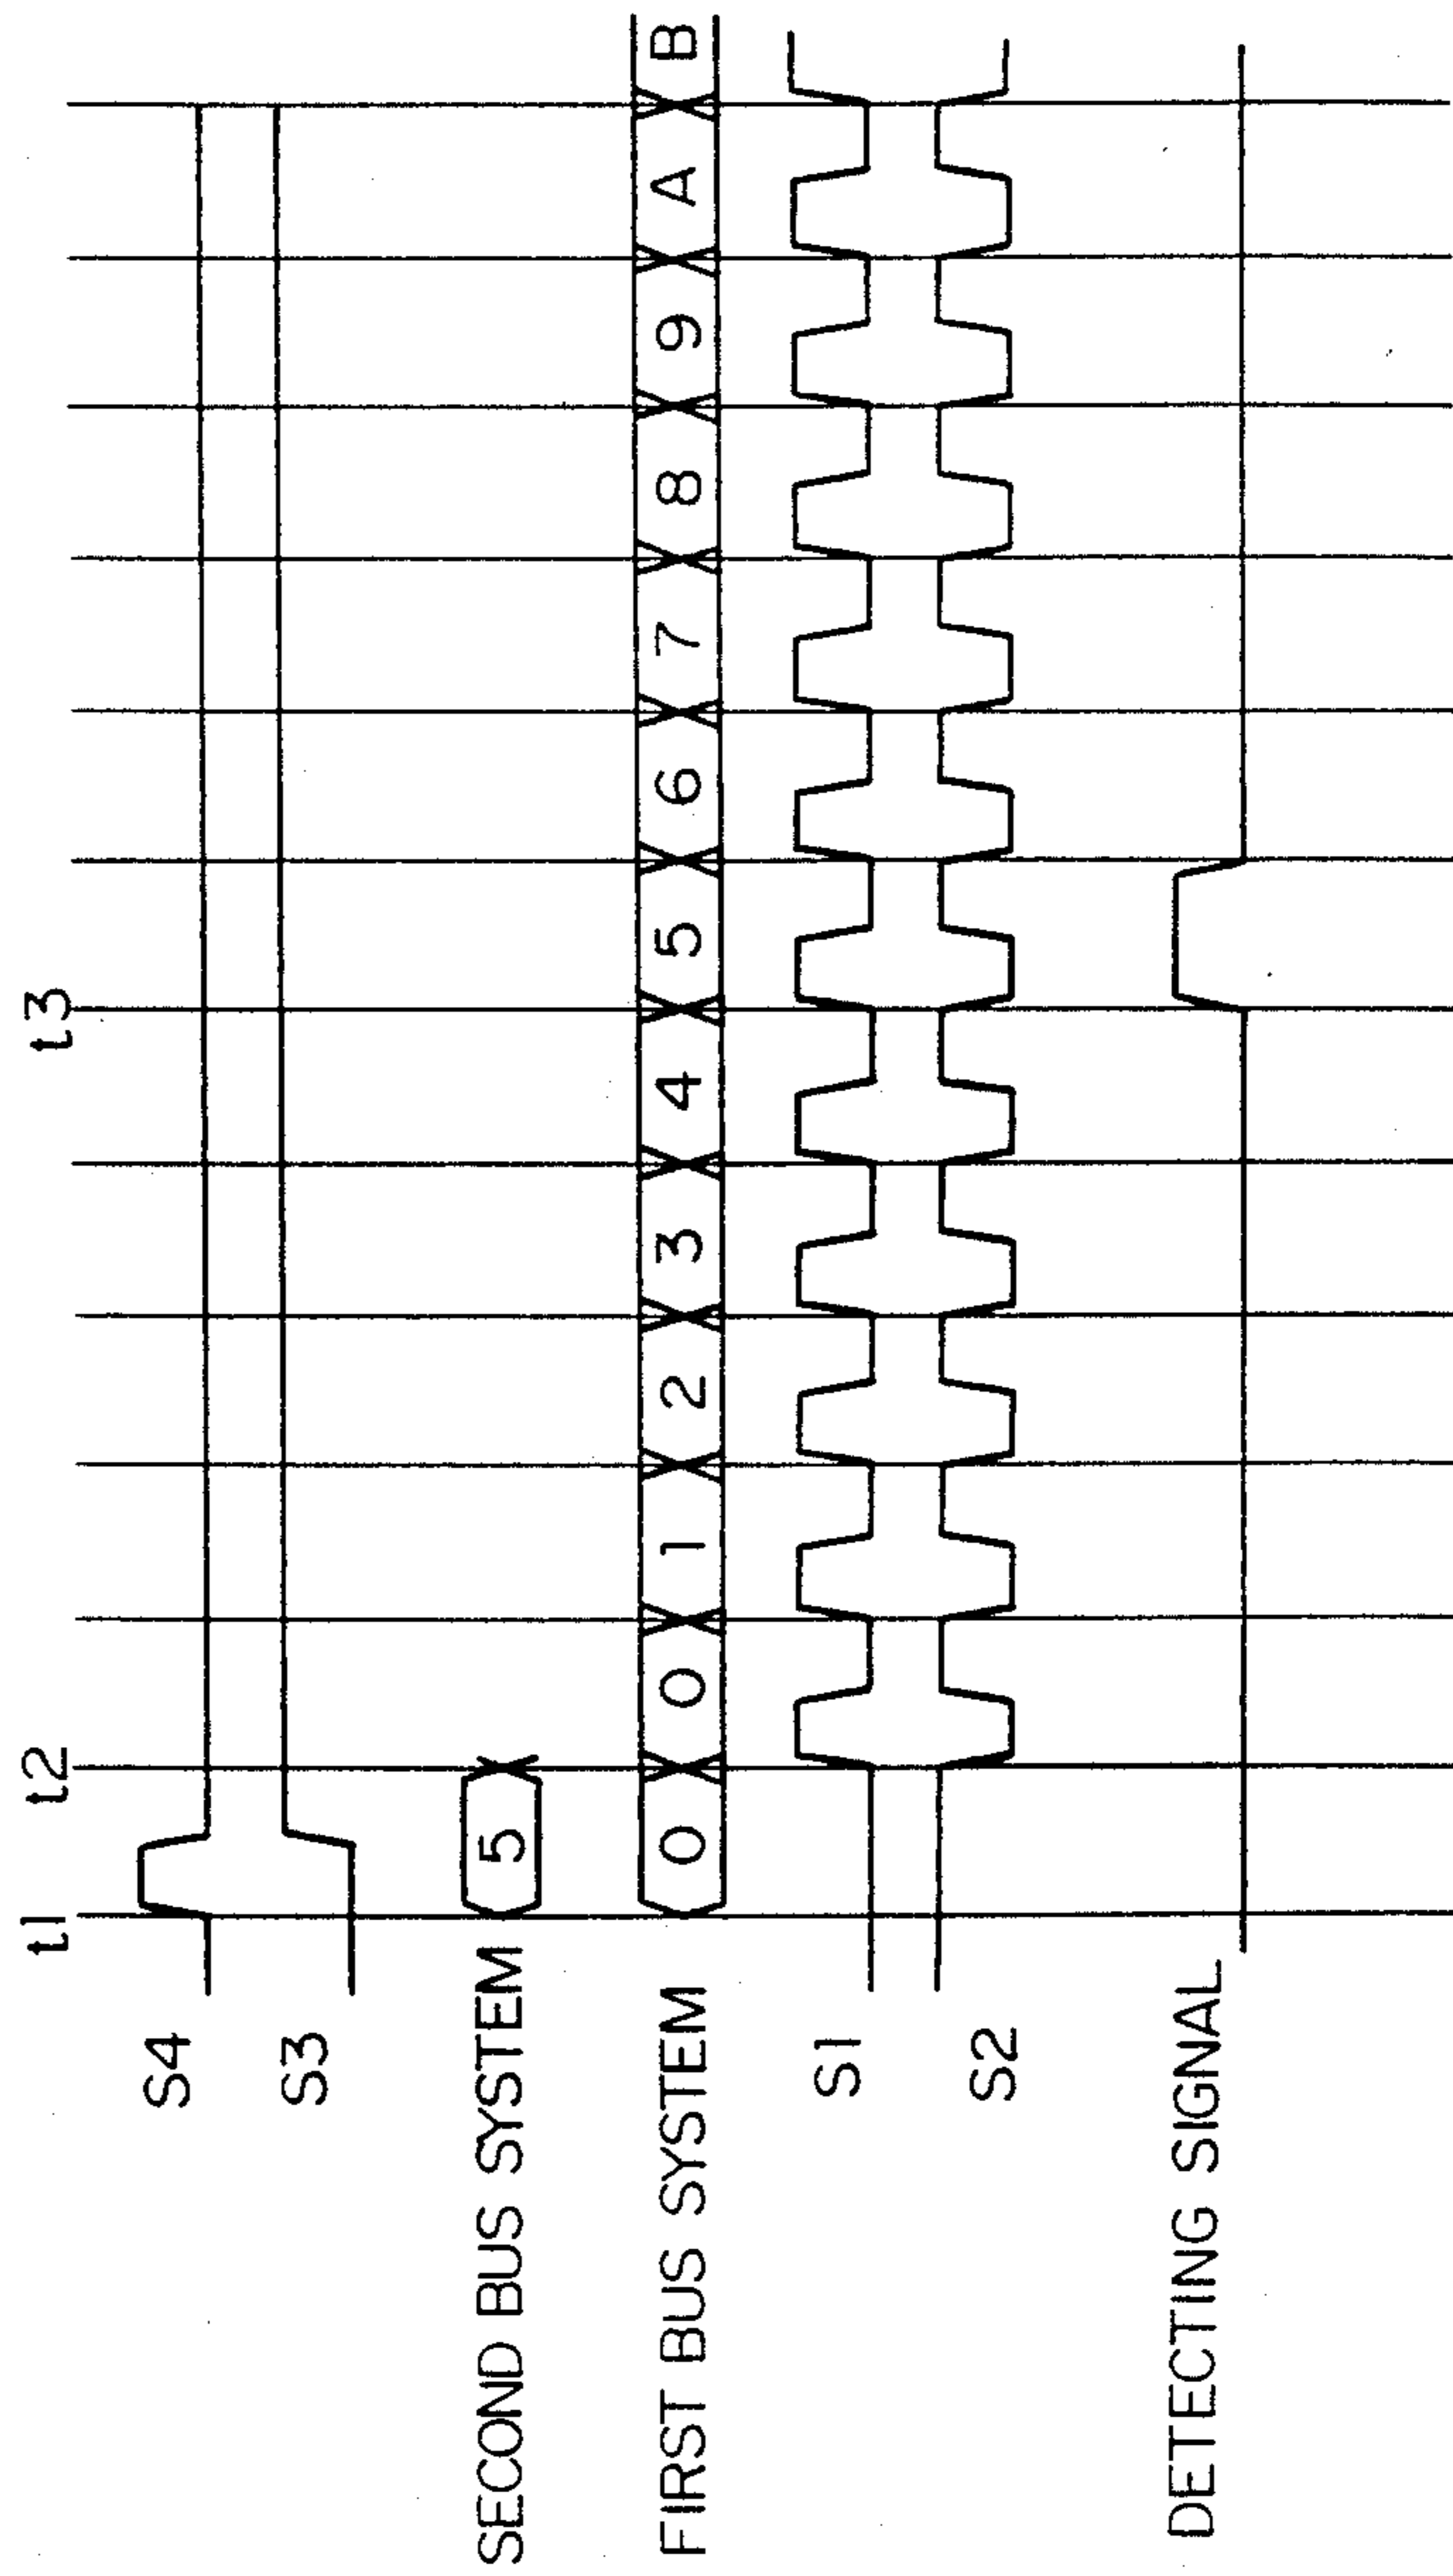 t1 t2 t3
S4
S3
SECOND BUS SYSTEM 5
FIRST BUS SYSTEM 0 0 1 2 3 4 5 6 7 8 9 A B
S1
S2
DETECTING SIGNAL